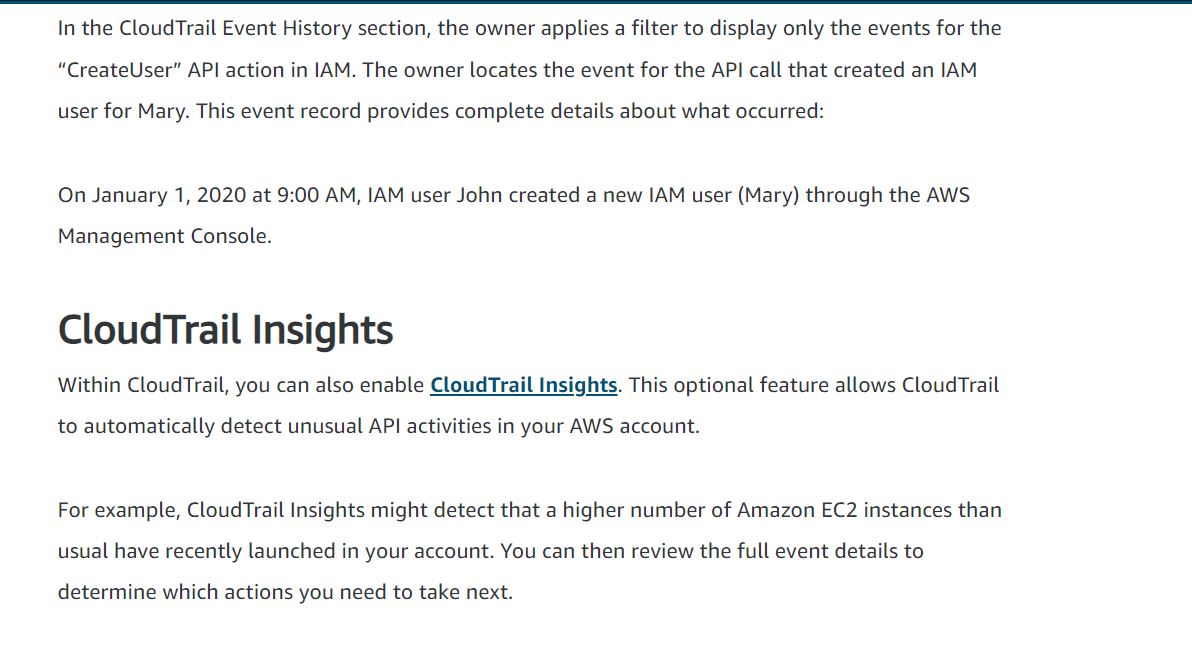 In the CloudTrail Event History section, the owner applies a filter to display only the events for the
“CreateUser” API action in IAM. The owner locates the event for the API call that created an IAM
user for Mary. This event record provides complete details about what occurred:
On January 1, 2020 at 9:00 AM, IAM user John created a new IAM user (Mary) through the AWS
Management Console.
CloudTrail Insights
Within CloudTrail, you can also enable CloudTrail Insights. This optional feature allows CloudTrail
to automatically detect unusual API activities in your AWS account.
For example, CloudTrail Insights might detect that a higher number of Amazon EC2 instances than
usual have recently launched in your account. You can then review the full event details to
determine which actions you need to take next.